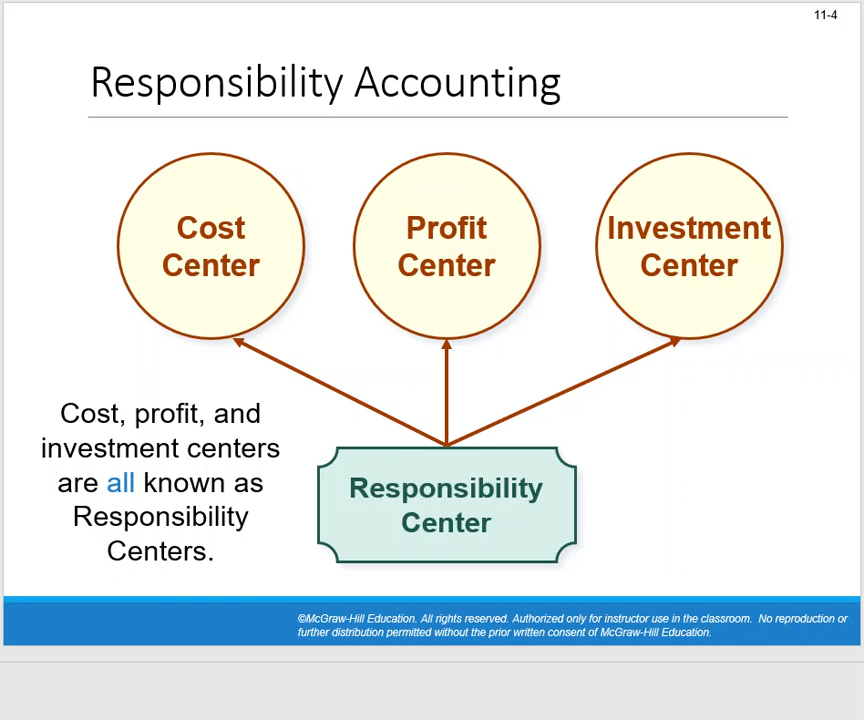 11-4
Responsibility Accounting
Cost
Center
Profit
Center
Investment
Center
Cost, profit, and
investment centers
are all known as
Responsibility
Centers.
Responsibility
Center
©McGraw-Hill Education. All rights reserved. Authorized only for instructor use in the classroom.  No reproduction or
further distribution permitted without the prior written consent of McGraw-Hill Education.